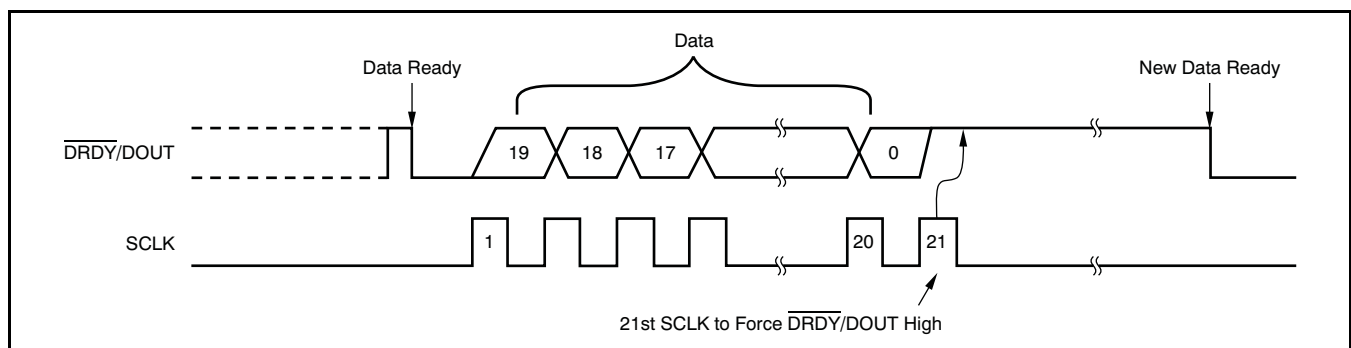 Data
Data Ready
New Data Ready
DRDY/DOUT
19 18 17 0
SCLK
1 20 21
21st SCLK to Force DRDY/DOUT High